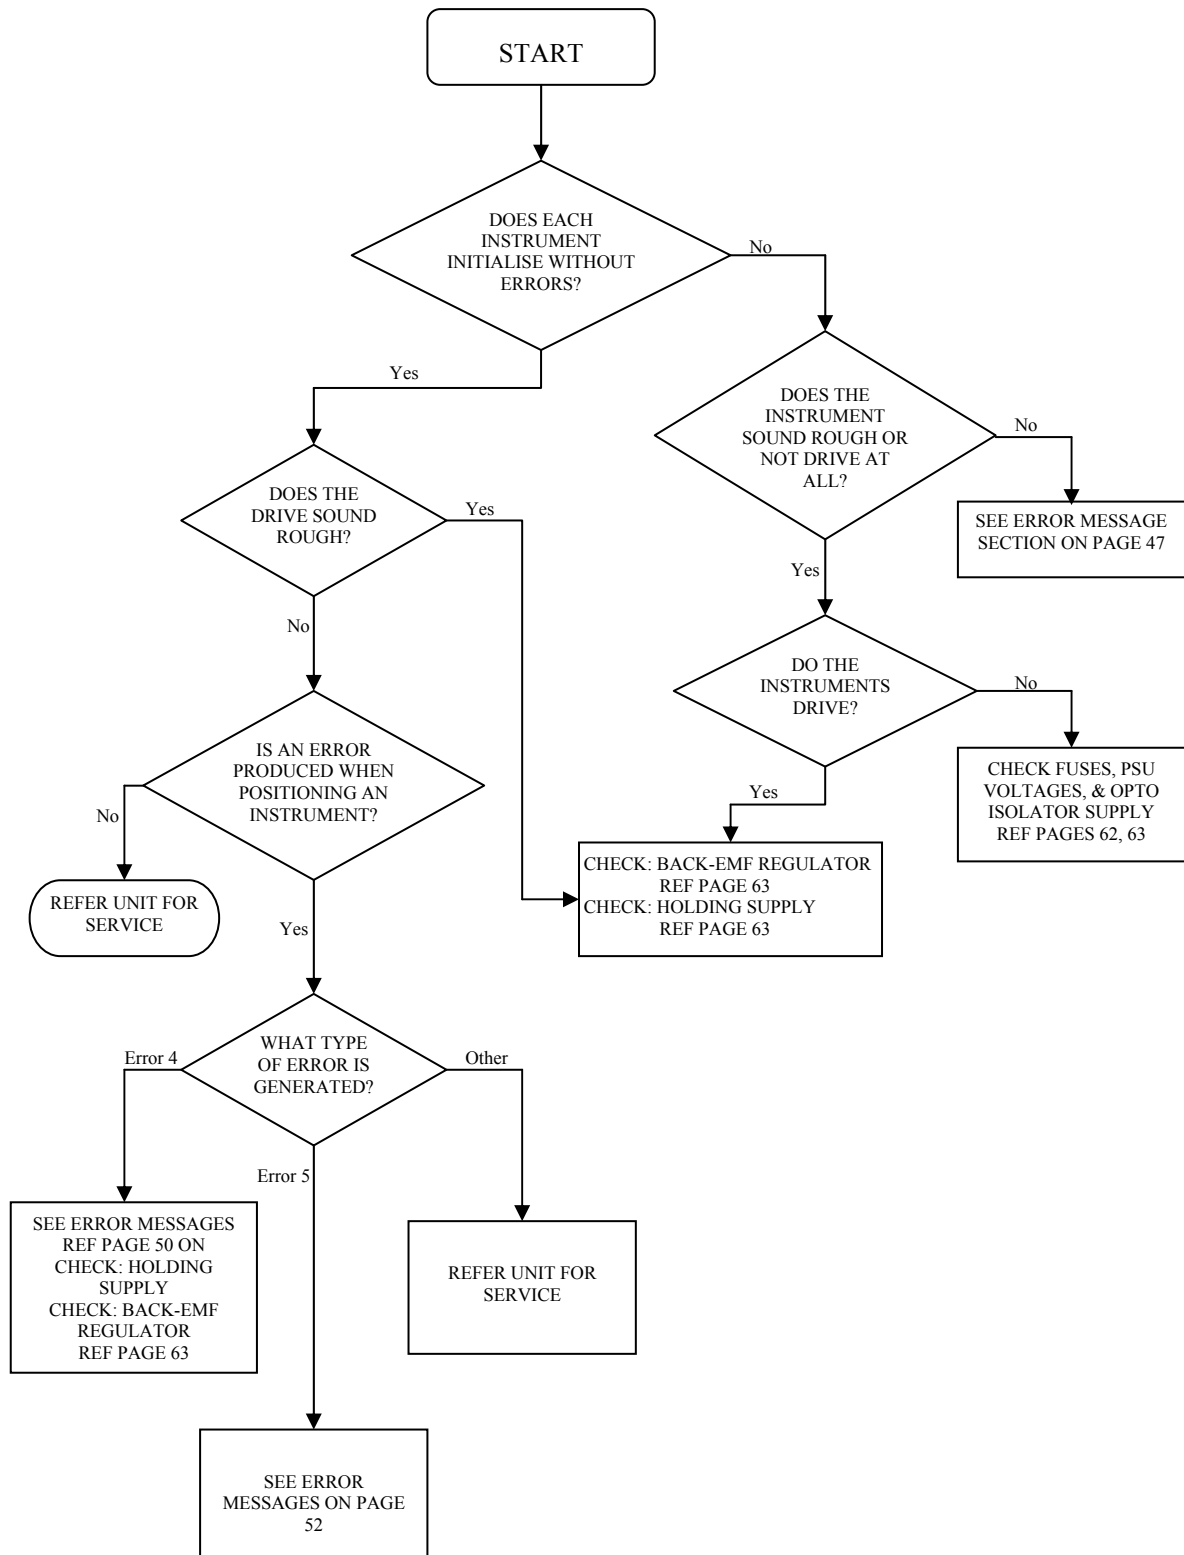 START
DOES EACH
INSTRUMENT
INITIALISE WITHOUT
ERRORS?
No
Yes
DOES THE
INSTRUMENT
SOUND ROUGH OR
NOT DRIVE AT
ALL?
No
SEE ERROR MESSAGE
SECTION ON PAGE 47
Yes
DOES THE
DRIVE SOUND
ROUGH?
Yes
No
DO THE
INSTRUMENTS
DRIVE?
No
CHECK FUSES, PSU
VOLTAGES, & OPTO
ISOLATOR SUPPLY
REF PAGES 62, 63
Yes
CHECK: BACK-EMF REGULATOR
REF PAGE 63
CHECK: HOLDING SUPPLY
REF PAGE 63
IS AN ERROR
PRODUCED WHEN
POSITIONING AN
INSTRUMENT?
No
REFER UNIT FOR
SERVICE
Yes
WHAT TYPE
OF ERROR IS
GENERATED?
Error 4
Other
Error 5
SEE ERROR MESSAGES
REF PAGE 50 ON
CHECK: HOLDING
SUPPLY
CHECK: BACK-EMF
REGULATOR
REF PAGE 63
REFER UNIT FOR
SERVICE
SEE ERROR
MESSAGES ON PAGE
52